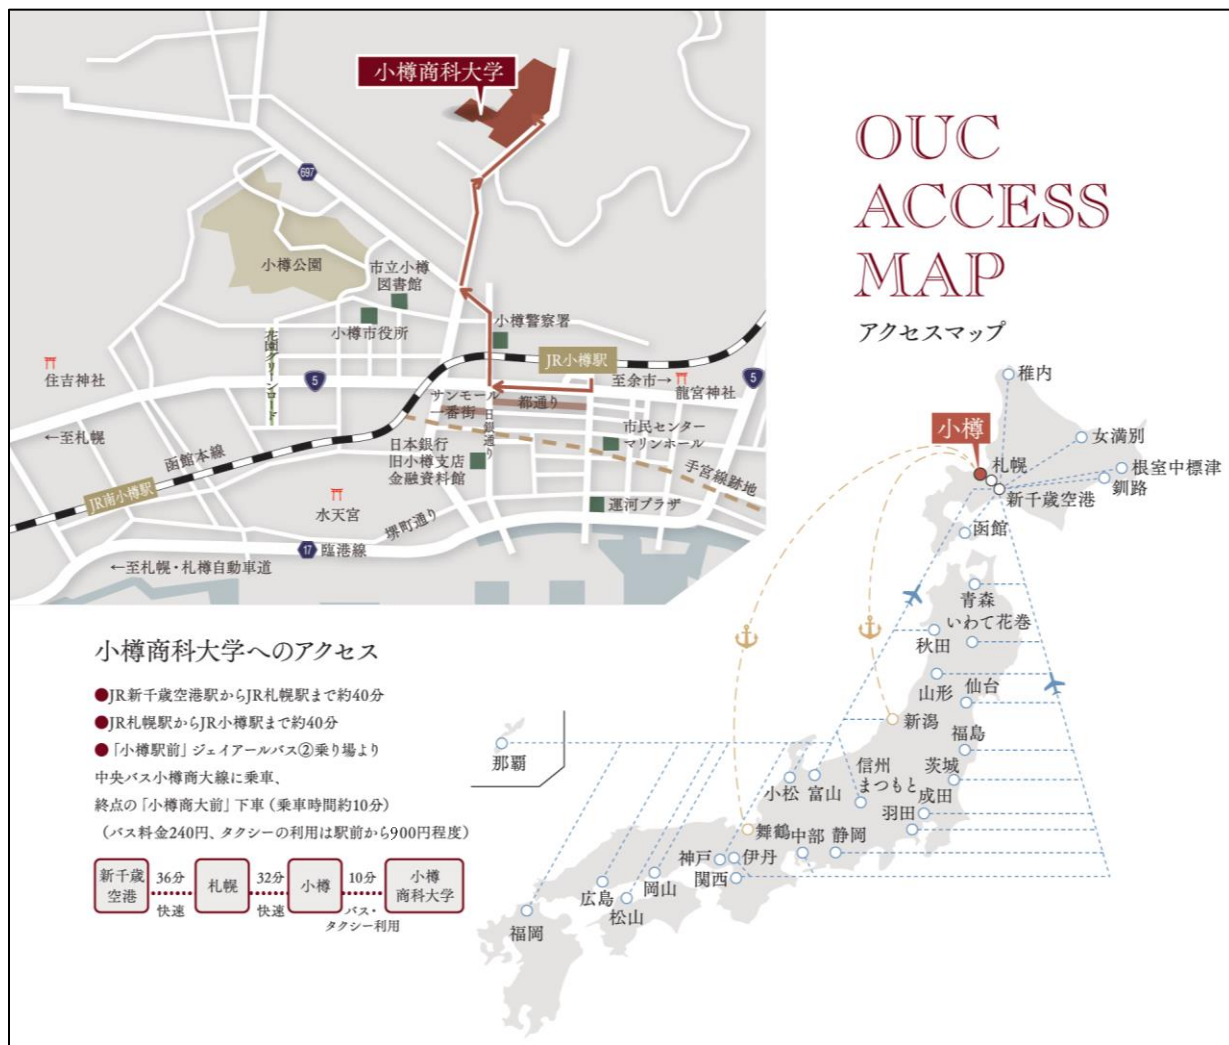 小樽商科大学
OUC
ACCESS
MAP
アクセスマップ
697
小樽公園
市立小樽
図書館
小樽市役所
小樽警察署
花園グリーンロード
JR小樽駅
住吉神社
5
至余市→
龍宮神社
5
サンモール
一番街
都通り
日銀通り
←至札幌
函館本線
市民センター
マリンホール
日本銀行
旧小樽支店
金融資料館
手宮線跡地
JR南小樽駅
水天宮
堺町通り
運河プラザ
17
臨港線
←至札幌・札樽自動車道
稚内
小樽
札幌
女満別
根室中標津
釧路
新千歳空港
函館
青森
いわて花巻
秋田
山形
仙台
新潟
福島
茨城
信州
まつもと
成田
羽田
小松
富山
那覇
舞鶴
中部
静岡
神戸
伊丹
関西
岡山
広島
松山
福岡
小樽商科大学へのアクセス
●JR新千歳空港駅からJR札幌駅まで約40分
●JR札幌駅からJR小樽駅まで約40分
●「小樽駅前」ジェイアールバス②乗り場より
中央バス小樽商大線に乗車、
終点の「小樽商大前」下車（乗車時間約10分）
（バス料金240円、タクシーの利用は駅前から900円程度）
新千歳
空港
36分
快速
札幌
32分
快速
小樽
10分
バス・
タクシー利用
小樽
商科大学